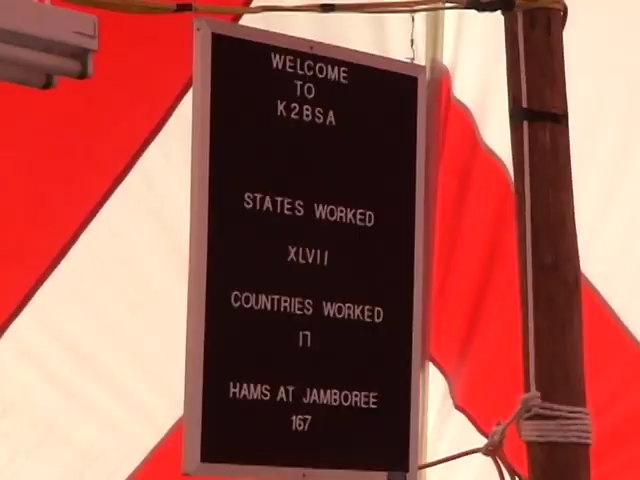 WELCOME
TO
K2BSA
STATES WORKED
XLVII
COUNTRIES WORKED
17
HAMS AT JAMBOREE
167